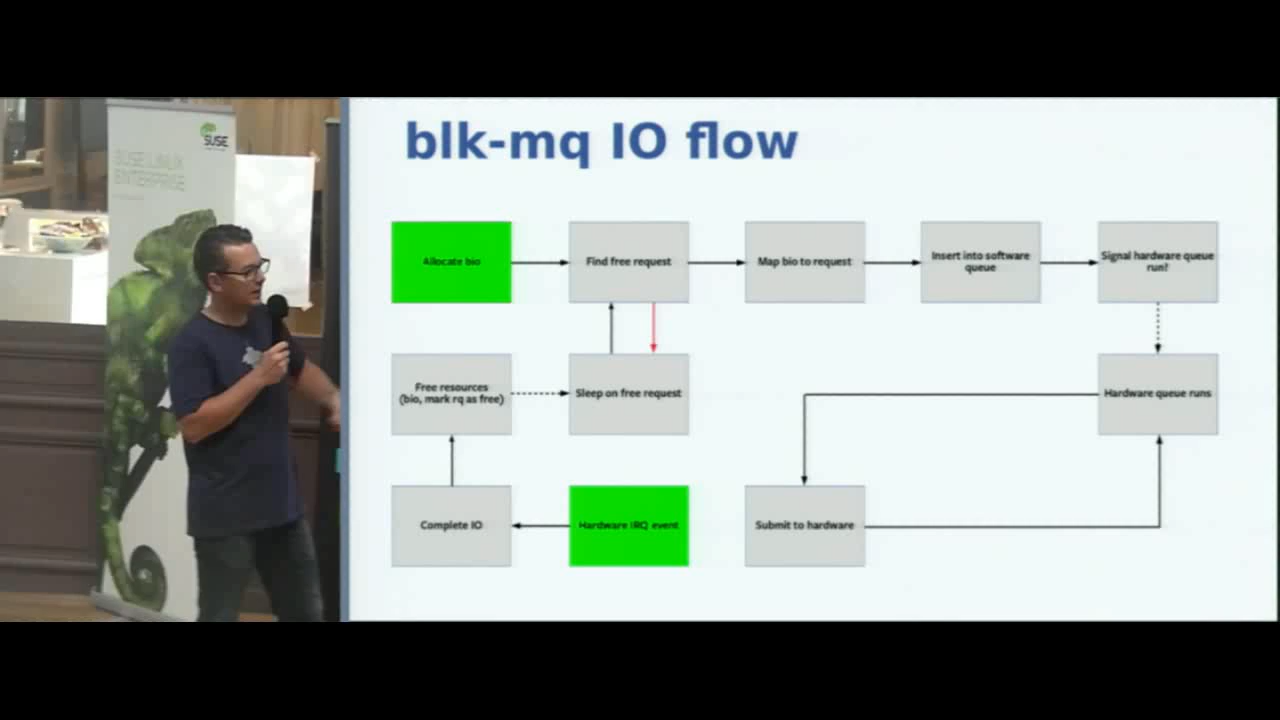 SUSE
SUSE LINUX
ENTERPRISE
blk-mq IO flow
Allocate bio
Find free request
Map bio to request
Insert into software
queue
Signal hardware queue
run?
Free resources
(bio, mark rq as free)
Sleep on free request
Hardware queue runs
Complete IO
Hardware IRQ event
Submit to hardware